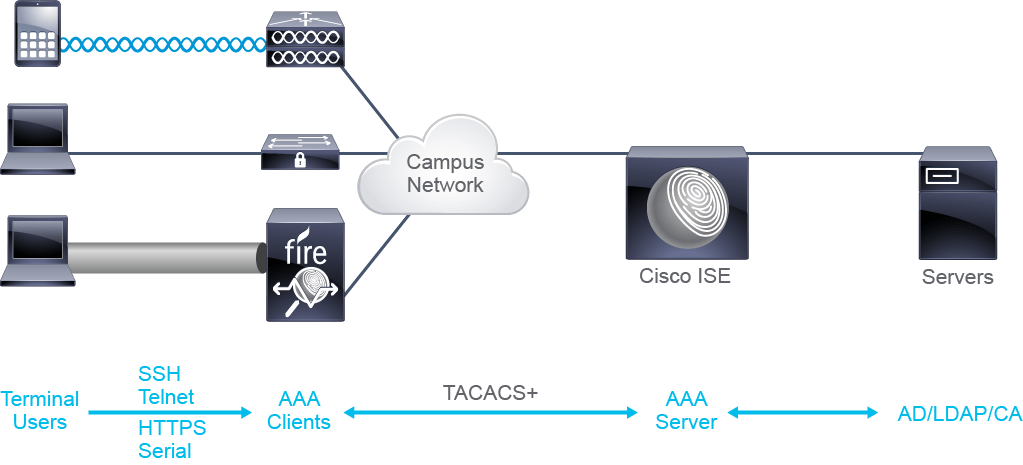 fire
Campus
Network
Cisco ISE
Servers
Terminal
Users
SSH
Telnet
HTTPS
Serial
AAA
Clients
TACACS+
AAA
Server
AD/LDAP/CA